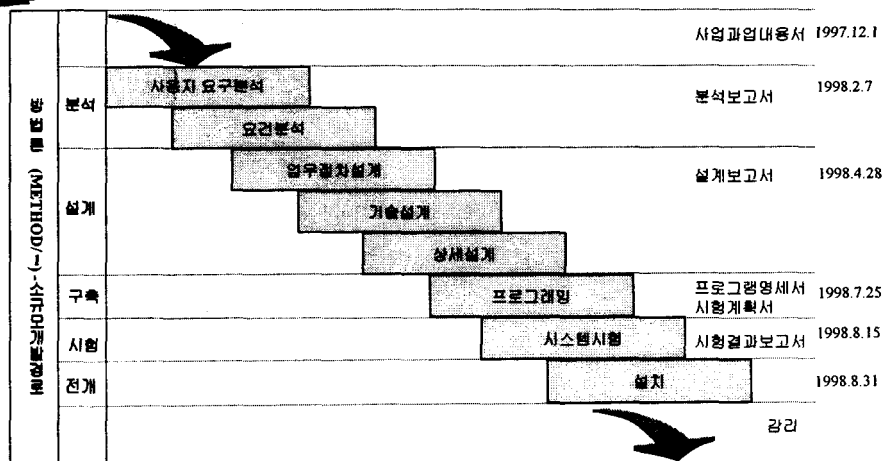 사업과업내용서 1997.12.1
방법론 (METHOD/1)-소규모개발경로
분석
사용자 요구분석
요건분석
분석보고서 1998.2.7
설계
업무절차설계
기술설계
상세설계
설계보고서 1998.4.28
구축
프로그래밍
프로그램명세서
시험계획서
1998.7.25
시험
시스템시험
시험결과보고서 1998.8.15
전개
설치
1998.8.31
감리